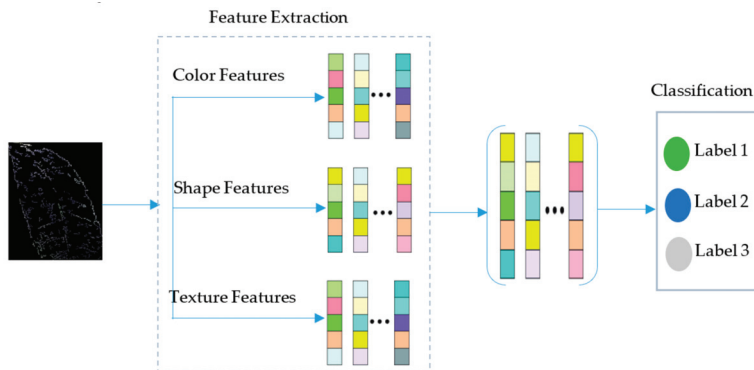 Feature Extraction
Color Features
Shape Features
Texture Features
Classification
Label 1
Label 2
Label 3